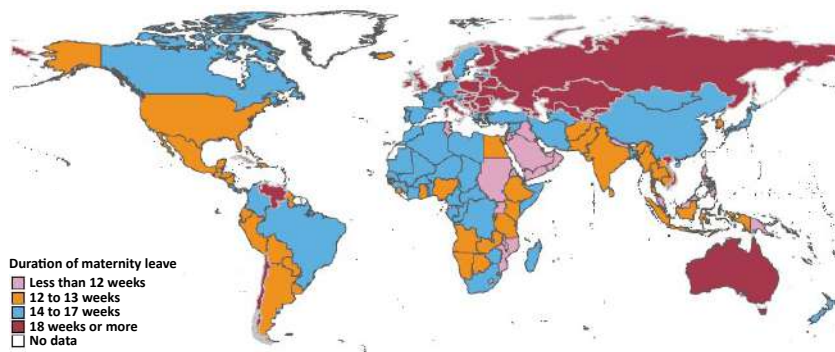 Duration of maternity leave
Less than 12 weeks
12 to 13 weeks
14 to 17 weeks
18 weeks or more
No data